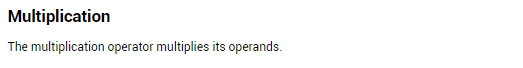 Multiplication
The multiplication operator multiplies its operands.